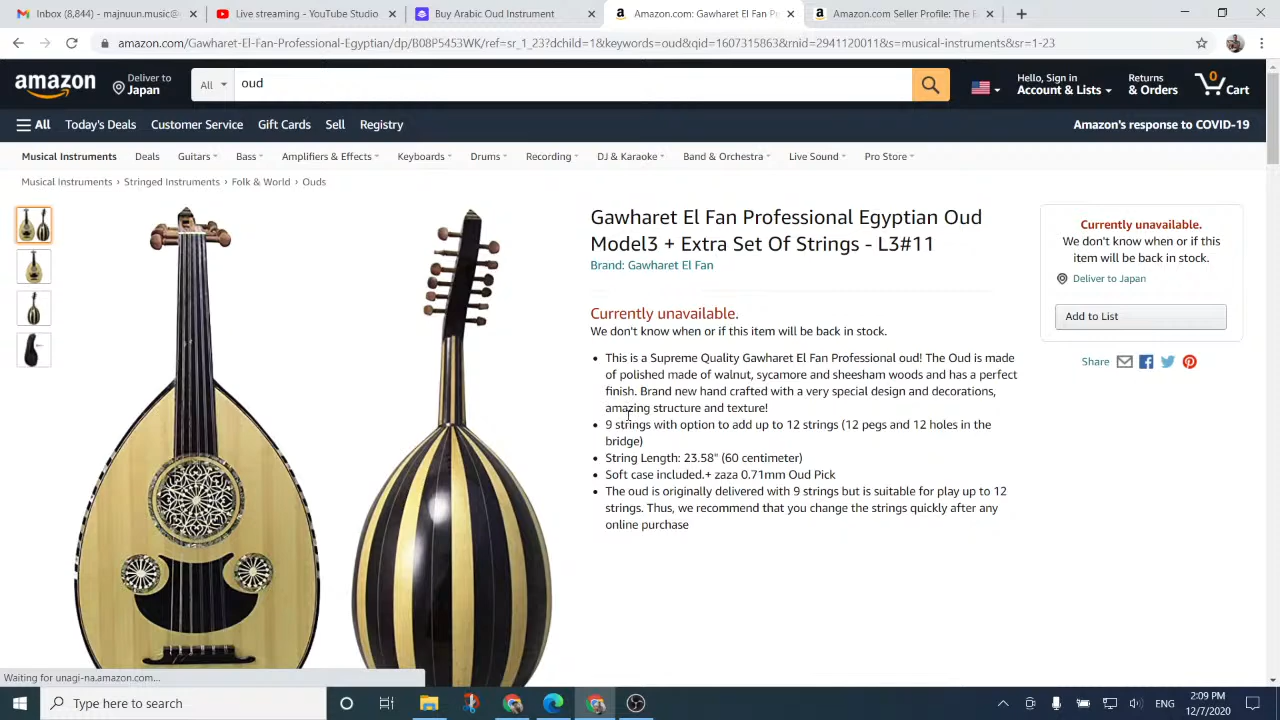 Inbox (8,844) - majnuun.music@
Live streaming - YouTube Studio
Buy Arabic Oud Instrument
Amazon.com: Gawharet El Fan P
Amazon.com Seller Profile: The E
amazon.com/Gawharet-El-Fan-Professional-Egyptian/dp/B08P5453WK/ref=sr_1_23?dchild=1&keywords=oud&qid=1607315863&rnid=2941120011&s=musical-instruments&sr=1-23
amazon
Deliver to
Japan
All
oud
Hello, Sign in
Account & Lists
Returns
& Orders
0
Cart
All
Today's Deals
Customer Service
Gift Cards
Sell
Registry
Amazon's response to COVID-19
Musical Instruments
Deals
Guitars
Bass
Amplifiers & Effects
Keyboards
Drums
Recording
DJ & Karaoke
Band & Orchestra
Live Sound
Pro Store
Musical Instruments › Stringed Instruments › Folk & World › Ouds
Gawharet El Fan Professional Egyptian Oud
Model3 + Extra Set Of Strings - L3#11
Brand: Gawharet El Fan
Currently unavailable.
We don't know when or if this item will be back in stock.
• This is a Supreme Quality Gawharet El Fan Professional oud! The Oud is made
of polished made of walnut, sycamore and sheesham woods and has a perfect
finish. Brand new hand crafted with a very special design and decorations,
amazing structure and texture!
• 9 strings with option to add up to 12 strings (12 pegs and 12 holes in the
bridge)
• String Length: 23.58" (60 centimeter)
• Soft case included.+ zaza 0.71mm Oud Pick
• The oud is originally delivered with 9 strings but is suitable for play up to 12
strings. Thus, we recommend that you change the strings quickly after any
online purchase
Currently unavailable.
We don't know when or if this
item will be back in stock.
Deliver to Japan
Add to List
Share
Waiting for unagi-na.amazon.com...
Type here to search
2:09 PM
12/7/2020